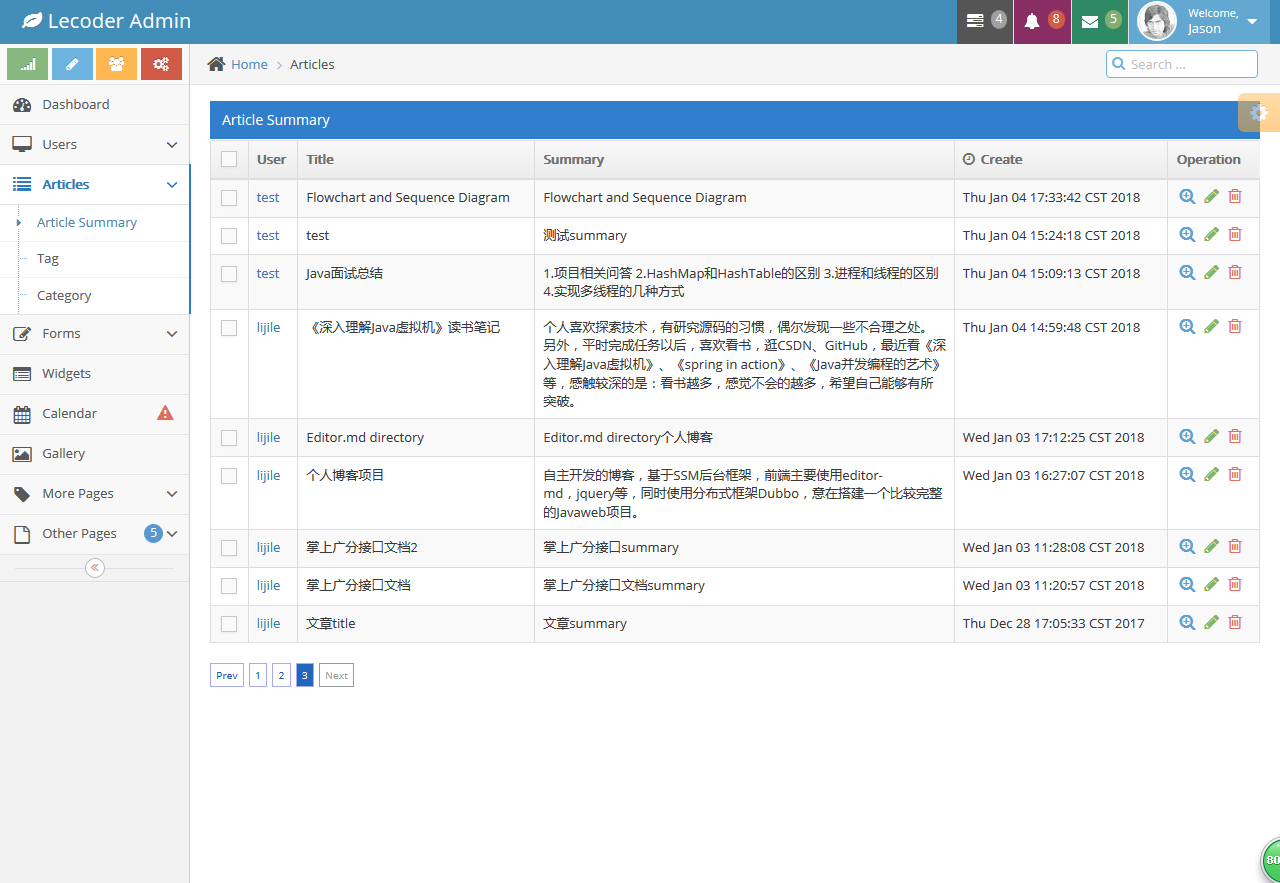 Lecoder Admin
4
8
5
Welcome,
Jason
Home
Articles
Search ...
Dashboard
Users
Articles
Article Summary
Tag
Category
Forms
Widgets
Calendar
Gallery
More Pages
Other Pages 5
Article Summary
User Title Summary Create Operation
test Flowchart and Sequence Diagram Flowchart and Sequence Diagram Thu Jan 04 17:33:42 CST 2018
test test 测试summary Thu Jan 04 15:24:18 CST 2018
test Java面试总结 1.项目相关问答 2.HashMap和HashTable的区别 3.进程和线程的区别 Thu Jan 04 15:09:13 CST 2018
4.实现多线程的几种方式
lijile 《深入理解Java虚拟机》读书笔记 个人喜欢探索技术，有研究源码的习惯，偶尔发现一些不合理之处。 Thu Jan 04 14:59:48 CST 2018
另外，平时完成任务以后，喜欢看书，逛CSDN、GitHub，最近看《深
入理解Java虚拟机》、《spring in action》、《Java并发编程的艺术》
等，感触较深的是：看书越多，感觉不会的越多，希望自己能够有所
突破。
lijile Editor.md directory Editor.md directory个人博客 Wed Jan 03 17:12:25 CST 2018
lijile 个人博客项目 自主开发的博客，基于SSM后台框架，前端主要使用editor- Wed Jan 03 16:27:07 CST 2018
md，jquery等，同时使用分布式框架Dubbo，意在搭建一个比较完整
的Javaweb项目。
lijile 掌上广分接口文档2 掌上广分接口summary Wed Jan 03 11:28:08 CST 2018
lijile 掌上广分接口文档 掌上广分接口文档summary Wed Jan 03 11:20:57 CST 2018
lijile 文章title 文章summary Thu Dec 28 17:05:33 CST 2017
Prev 1 2 3 Next
80